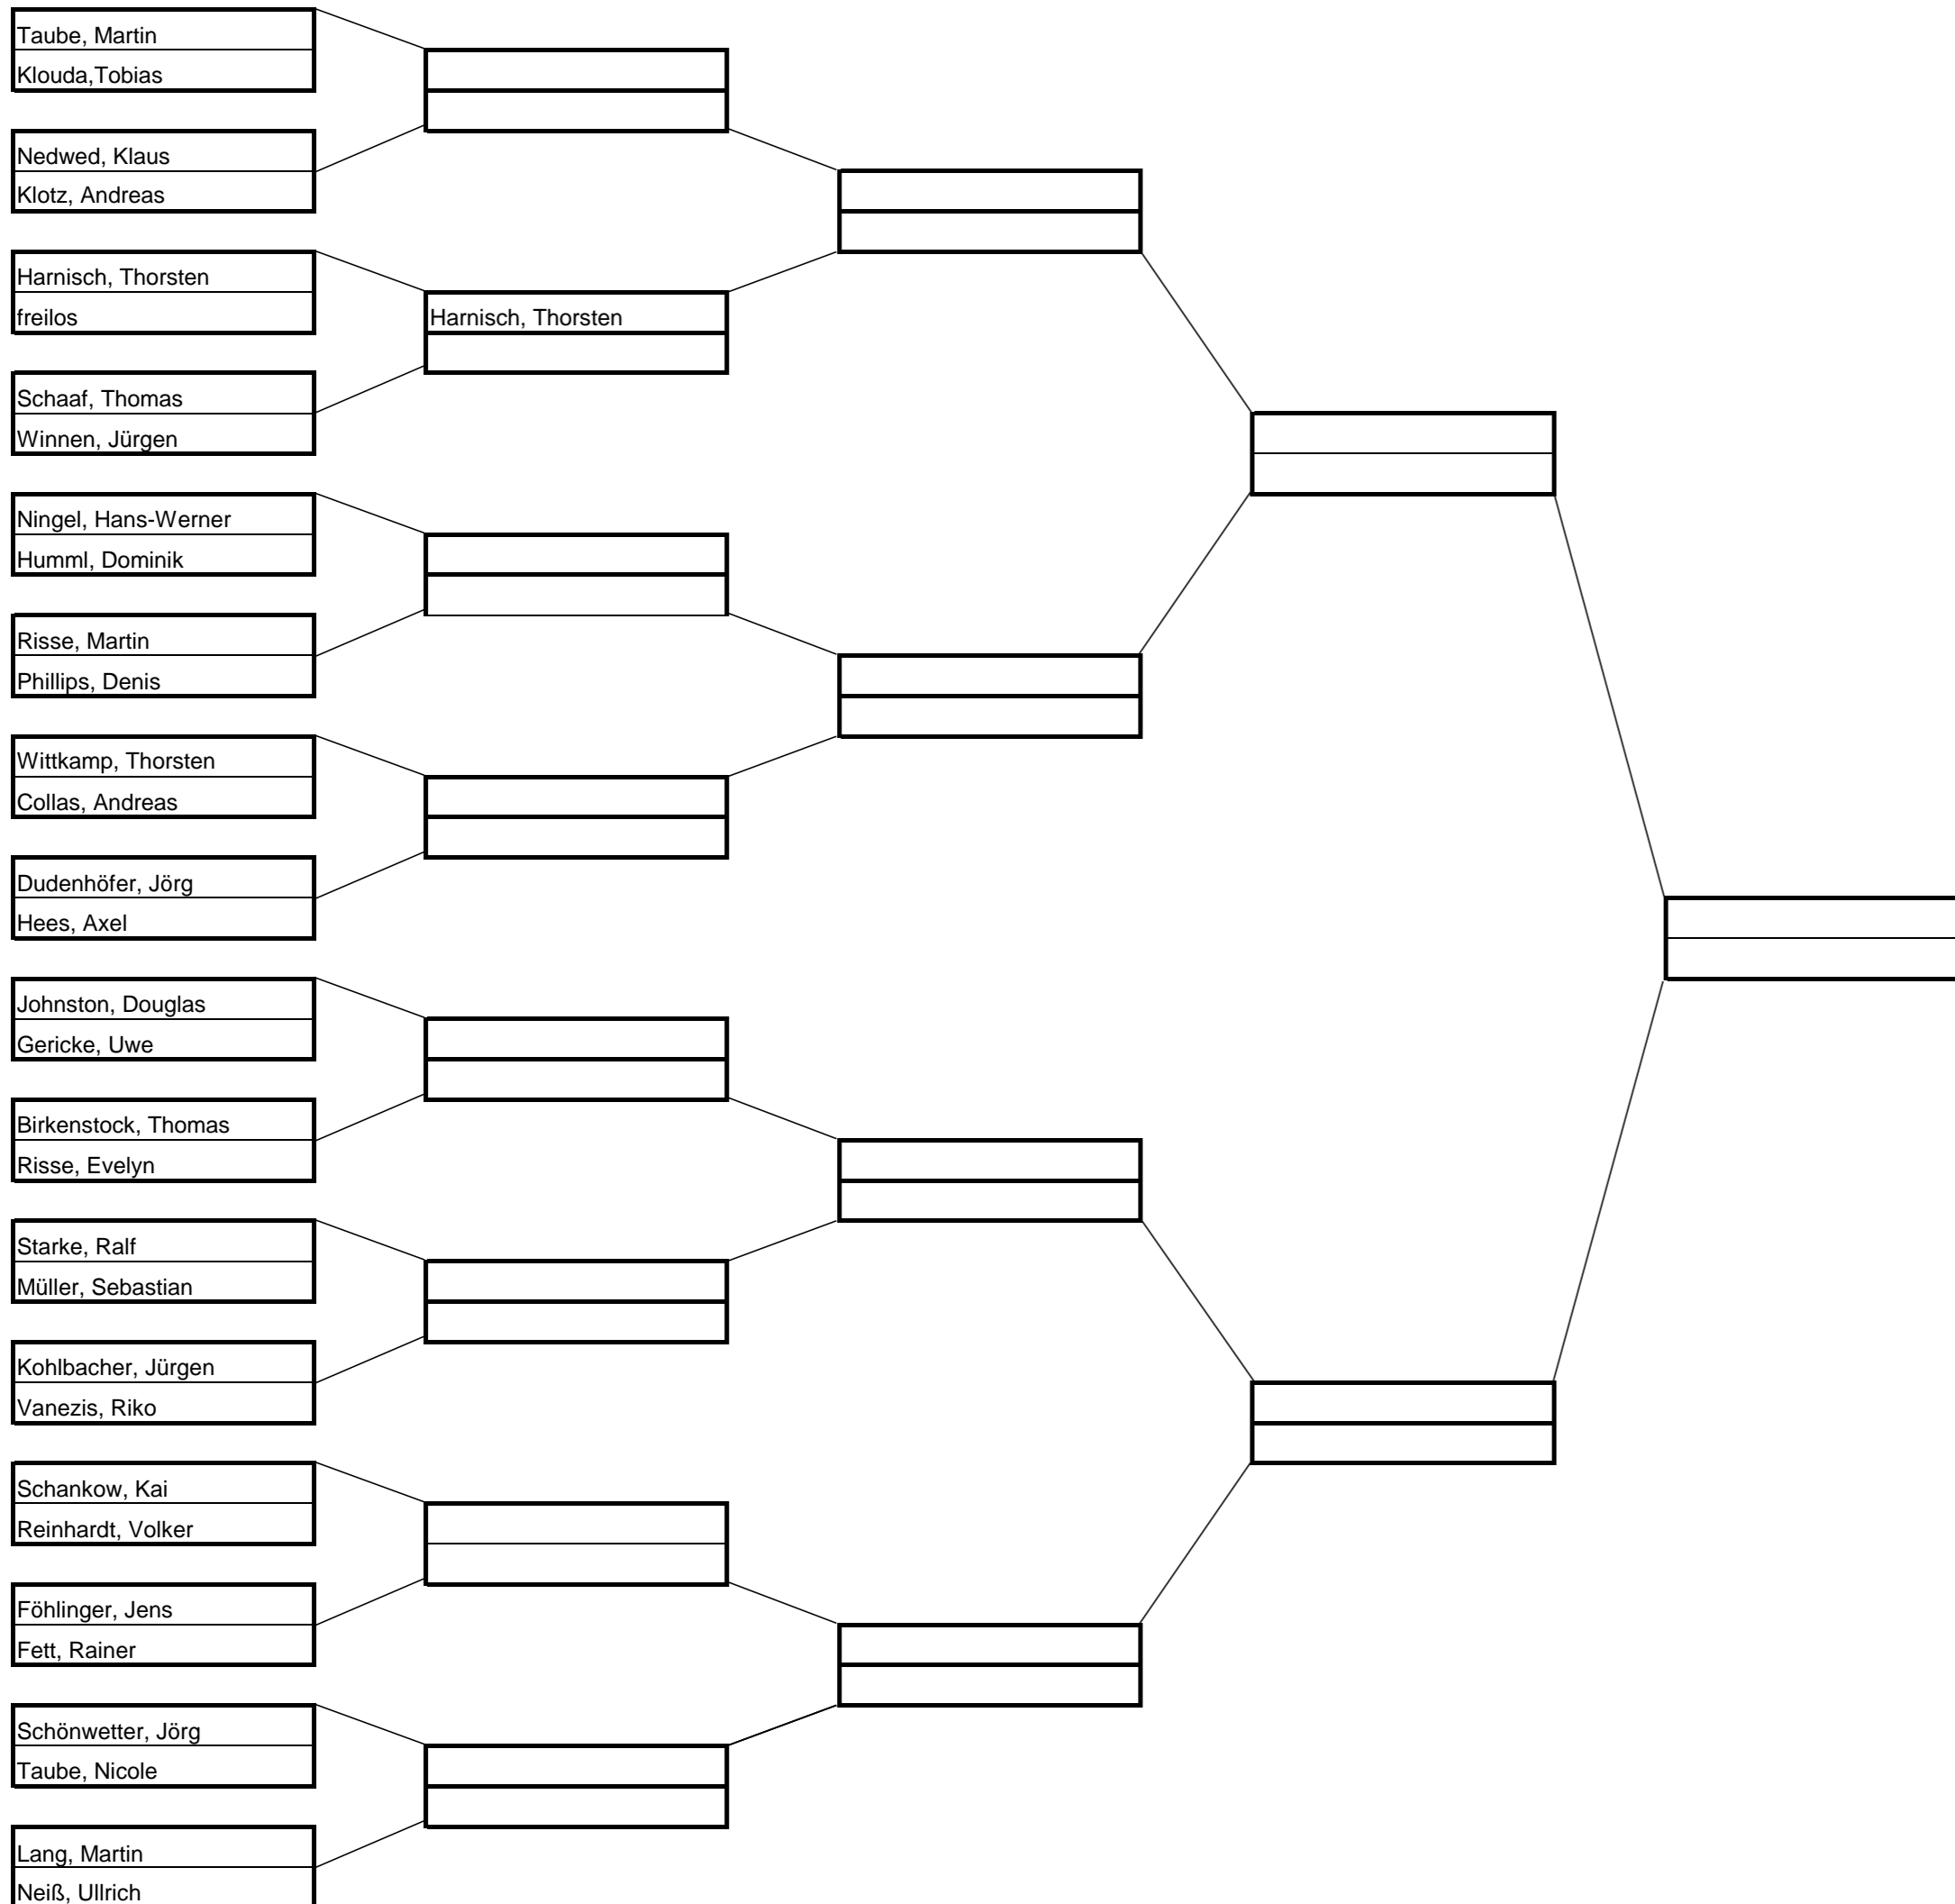 Taube, Martin
Klouda,Tobias
Nedwed, Klaus
Klotz, Andreas
Harnisch, Thorsten
freilos
Harnisch, Thorsten
Schaaf, Thomas
Winnen, Jürgen
Ningel, Hans-Werner
Humml, Dominik
Risse, Martin
Phillips, Denis
Wittkamp, Thorsten
Collas, Andreas
Dudenhöfer, Jörg
Hees, Axel
Johnston, Douglas
Gericke, Uwe
Birkenstock, Thomas
Risse, Evelyn
Starke, Ralf
Müller, Sebastian
Kohlbacher, Jürgen
Vanezis, Riko
Schankow, Kai
Reinhardt, Volker
Föhlinger, Jens
Fett, Rainer
Schönwetter, Jörg
Taube, Nicole
Lang, Martin
Neiß, Ullrich